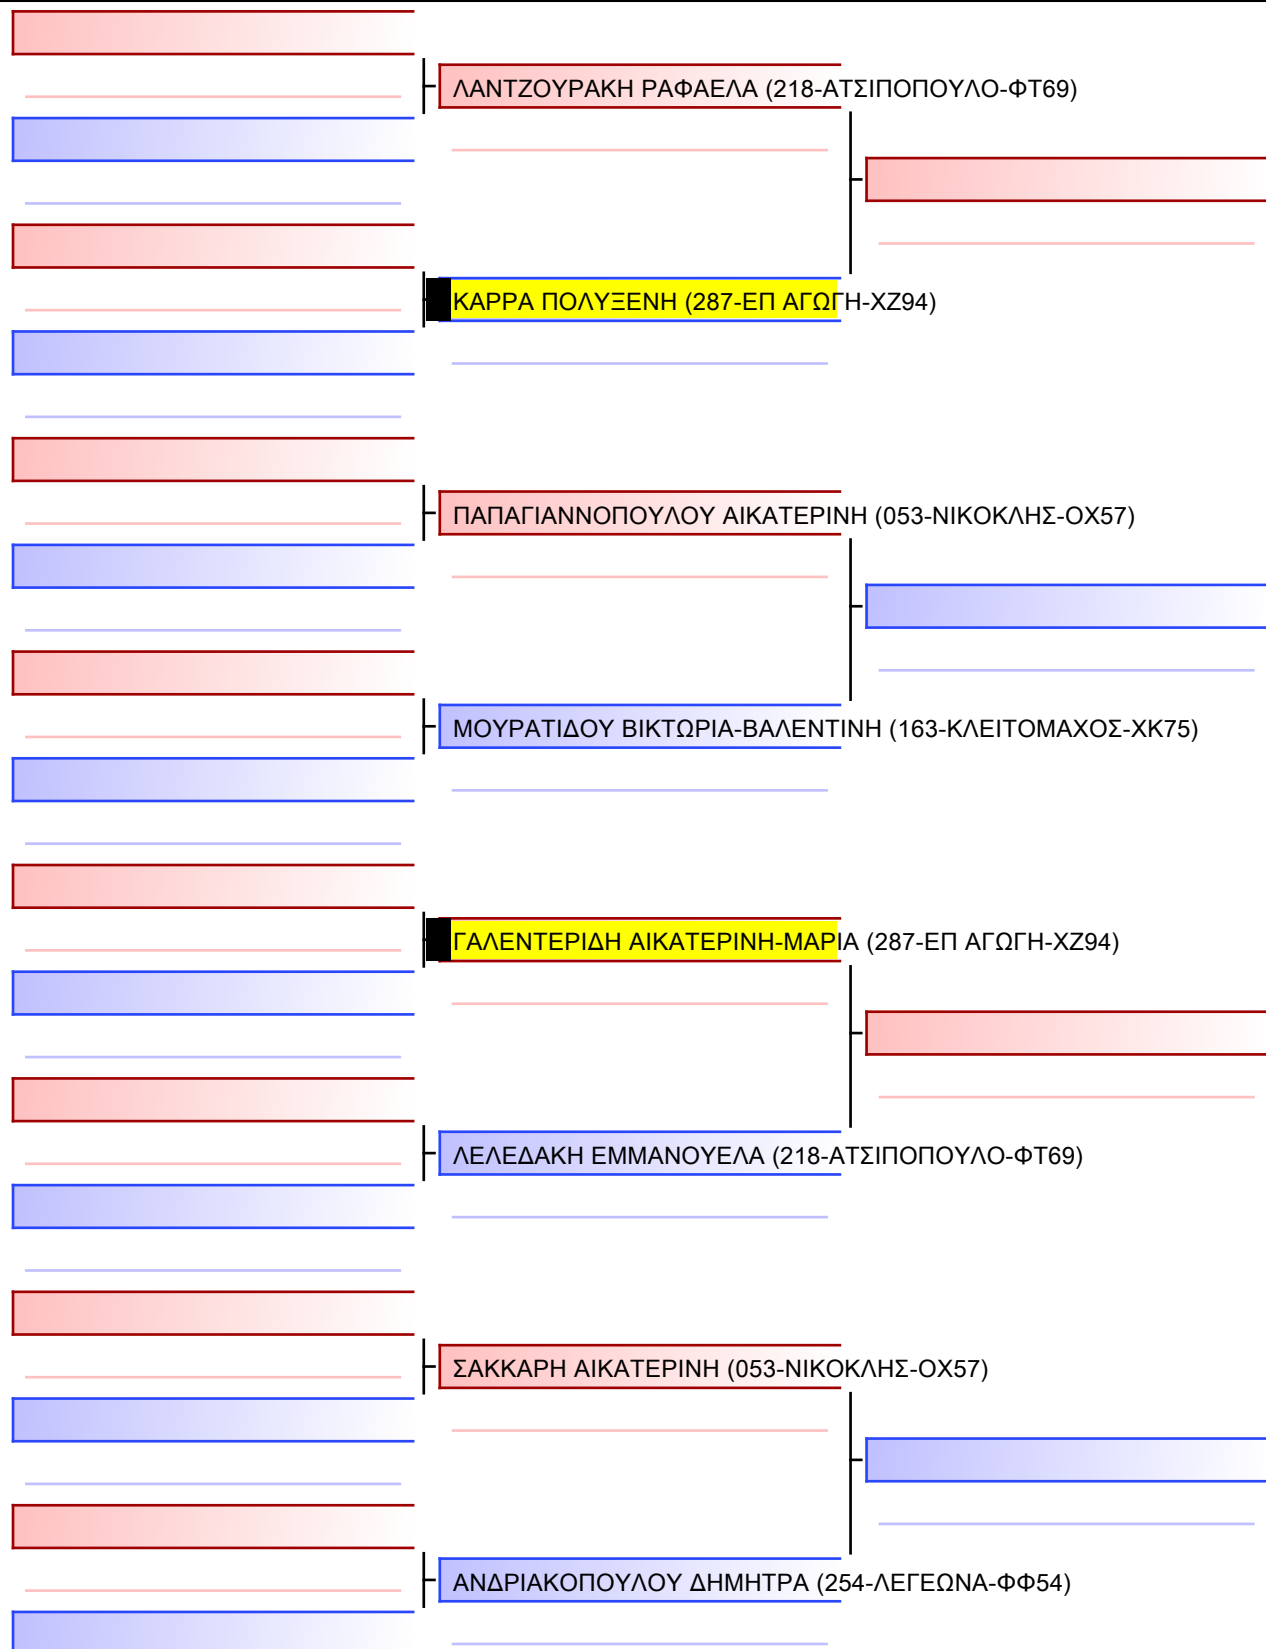 ΛΑΝΤΖΟΥΡΑΚΗ ΡΑΦΑΕΛΑ (218-ΑΤΣΙΠΟΠΟΥΛΟ-ΦΤ69)
ΚΑΡΡΑ ΠΟΛΥΞΕΝΗ (287-ΕΠ ΑΓΩΓΗ-ΧΖ94)
ΠΑΠΑΓΙΑΝΝΟΠΟΥΛΟΥ ΑΙΚΑΤΕΡΙΝΗ (053-ΝΙΚΟΚΛΗΣ-ΟΧ57)
ΜΟΥΡΑΤΙΔΟΥ ΒΙΚΤΩΡΙΑ-ΒΑΛΕΝΤΙΝΗ (163-ΚΛΕΙΤΟΜΑΧΟΣ-ΧΚ75)
ΓΑΛΕΝΤΕΡΙΔΗ ΑΙΚΑΤΕΡΙΝΗ-ΜΑΡΙΑ (287-ΕΠ ΑΓΩΓΗ-ΧΖ94)
ΛΕΛΕΔΑΚΗ ΕΜΜΑΝΟΥΕΛΑ (218-ΑΤΣΙΠΟΠΟΥΛΟ-ΦΤ69)
ΣΑΚΚΑΡΗ ΑΙΚΑΤΕΡΙΝΗ (053-ΝΙΚΟΚΛΗΣ-ΟΧ57)
ΑΝΔΡΙΑΚΟΠΟΥΛΟΥ ΔΗΜΗΤΡΑ (254-ΛΕΓΕΩΝΑ-ΦΦ54)